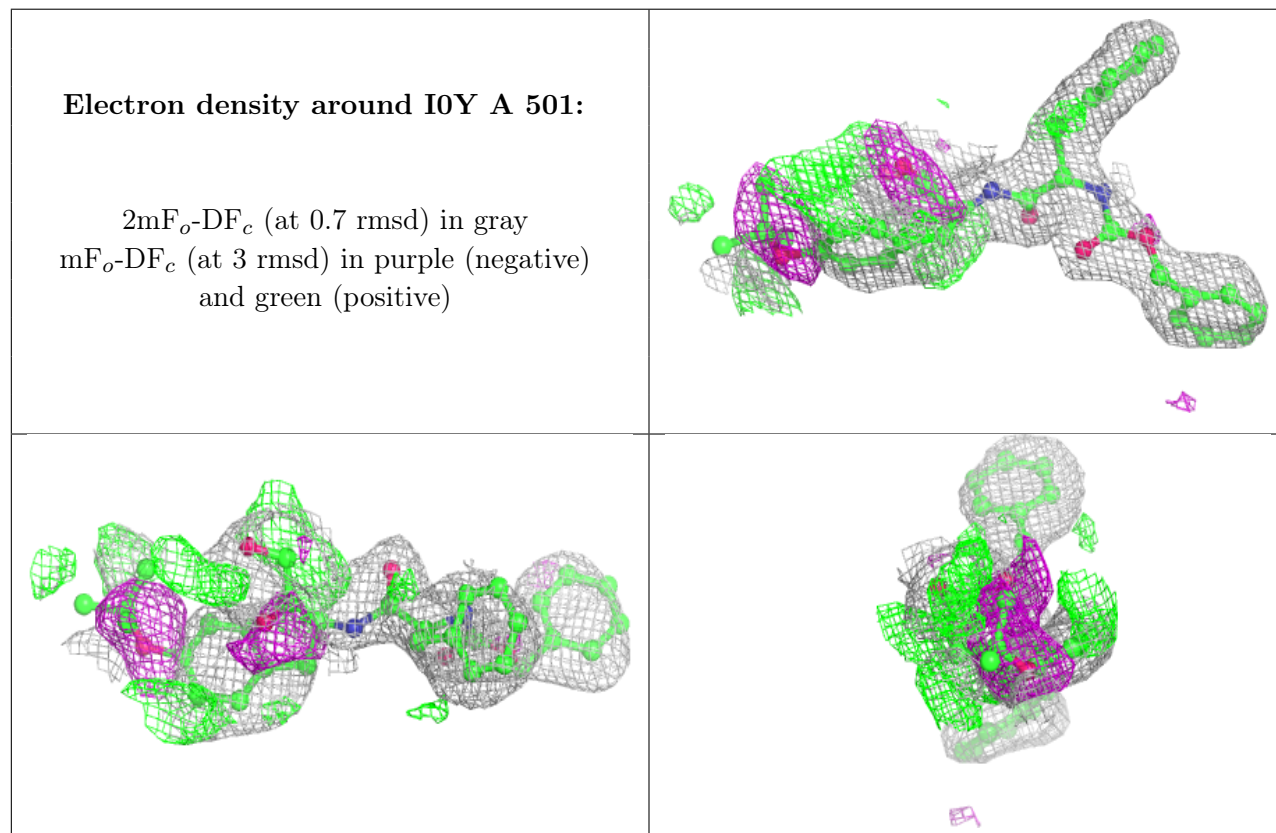 Electron density around I0Y A 501:
2mFo-DFc (at 0.7 rmsd) in gray
mFo-DFc (at 3 rmsd) in purple (negative)
and green (positive)